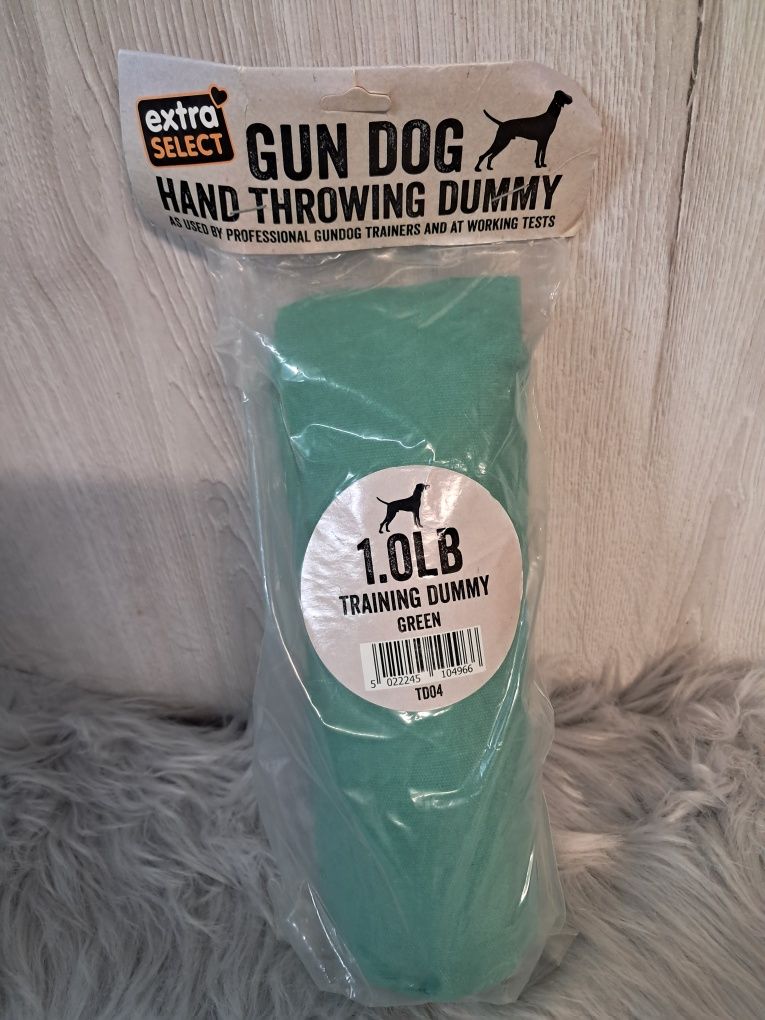 extra
SELECT
GUN DOG
HAND THROWING DUMMY
AS USED BY PROFESSIONAL GUNDOG TRAINERS AND AT WORKING TESTS
1.0LB
TRAINING DUMMY
GREEN
5 022245 104966
TD04